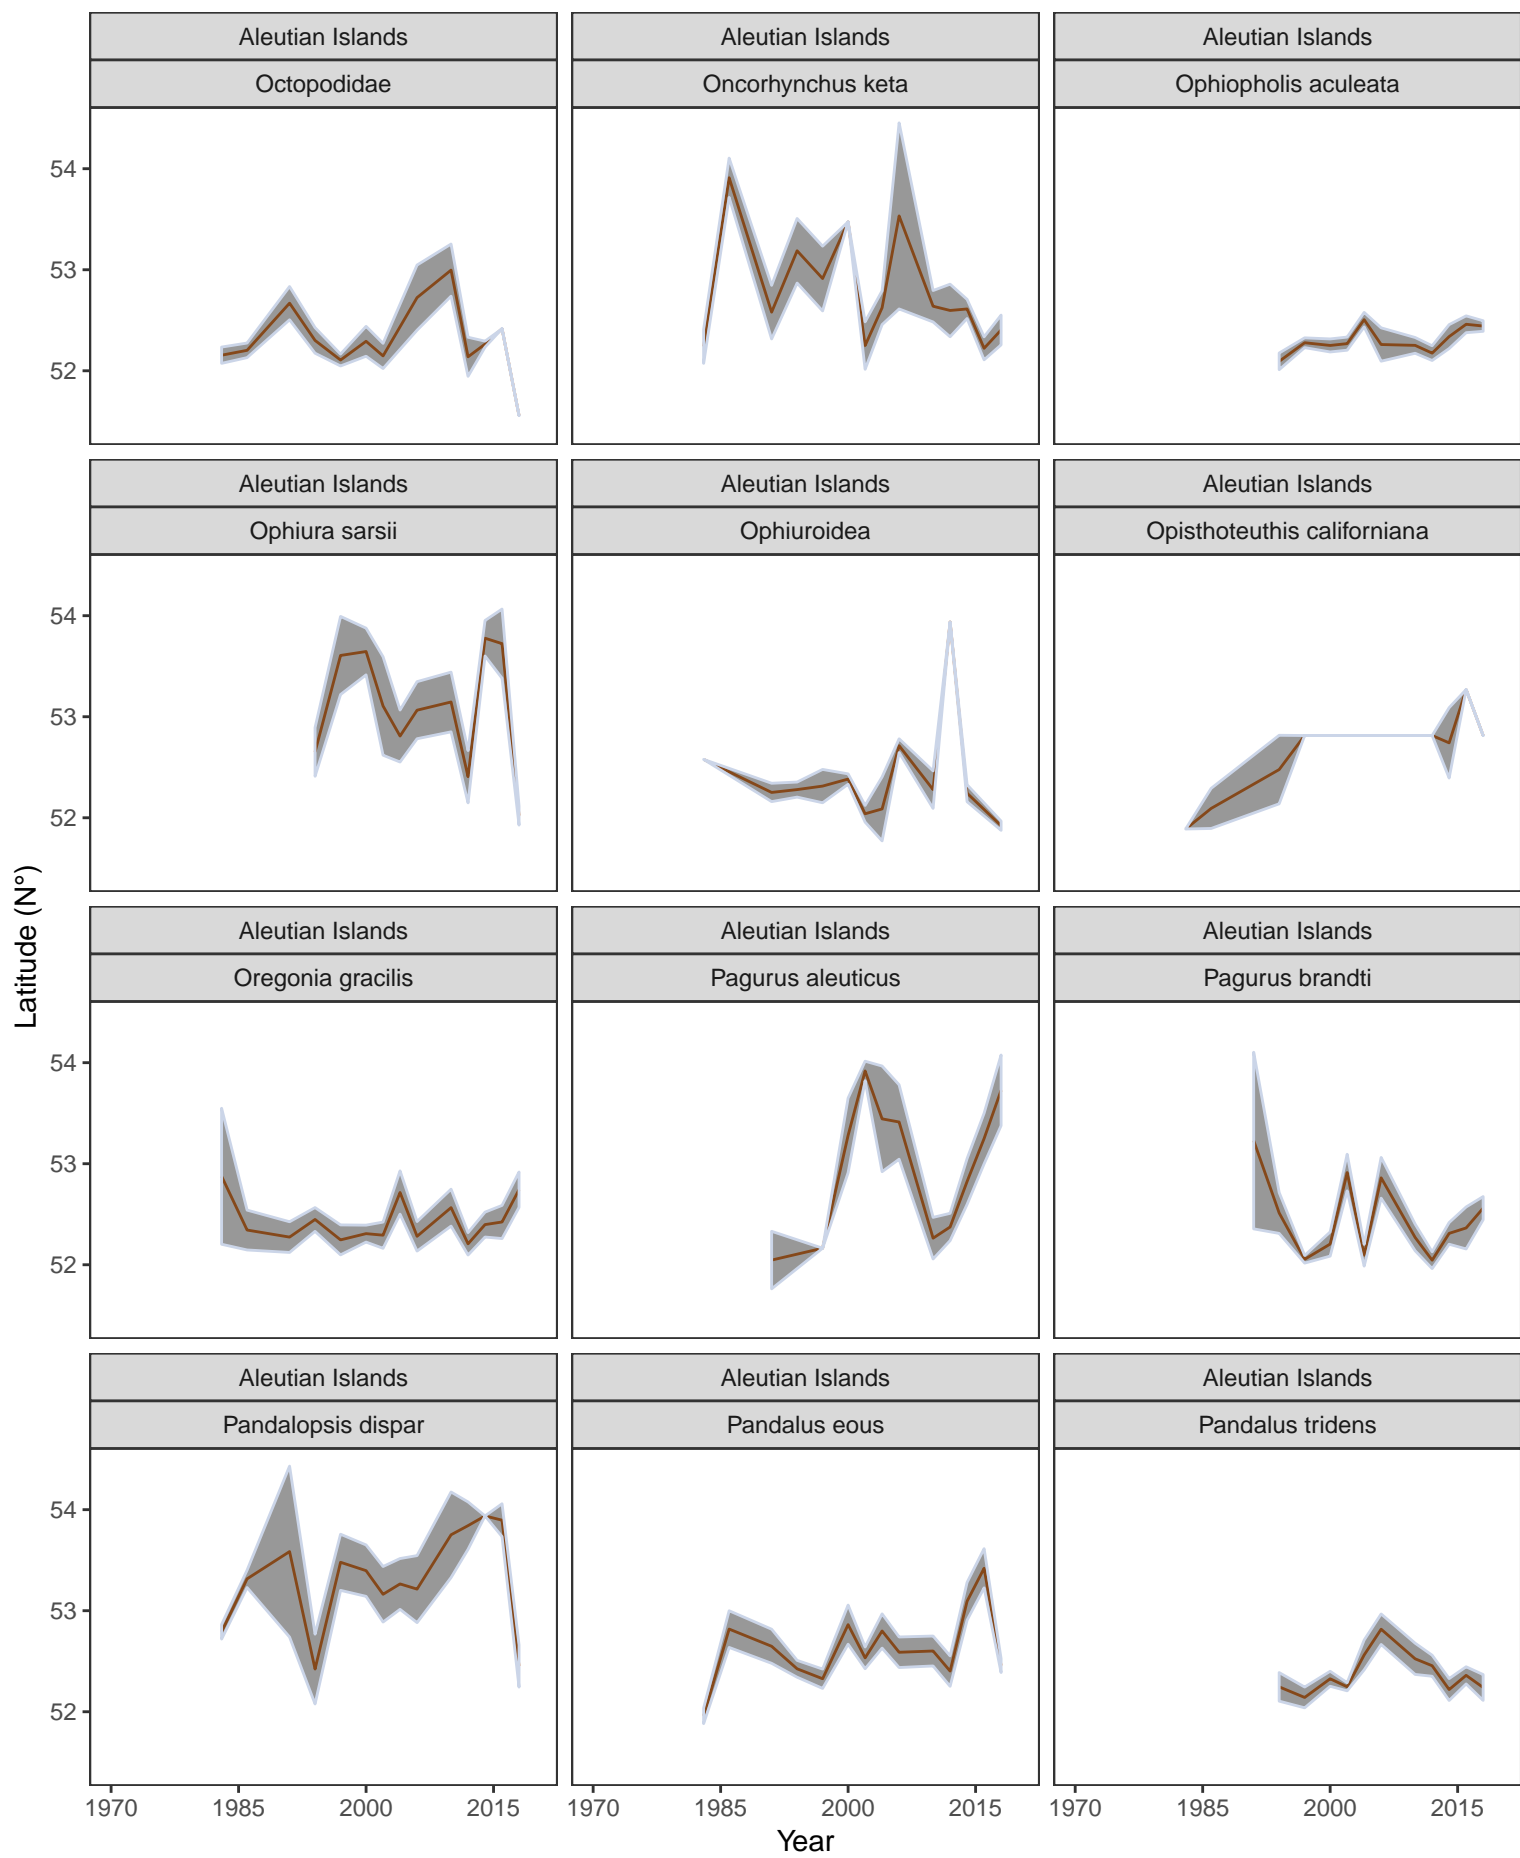 Aleutian Islands
Aleutian Islands
Aleutian Islands
Octopodidae
Oncorhynchus keta
Ophiopholis aculeata
54
53
52
Aleutian Islands
Aleutian Islands
Aleutian Islands
Ophiura sarsii
Ophiuroidea
Opisthoteuthis californiana
54
53
52
Latitude (N°)
Aleutian Islands
Aleutian Islands
Aleutian Islands
Oregonia gracilis
Pagurus aleuticus
Pagurus brandti
54
53
52
Aleutian Islands
Aleutian Islands
Aleutian Islands
Pandalopsis dispar
Pandalus eous
Pandalus tridens
54
53
52
1970 1985 2000 2015
1970 1985 2000 2015
1970 1985 2000 2015
Year